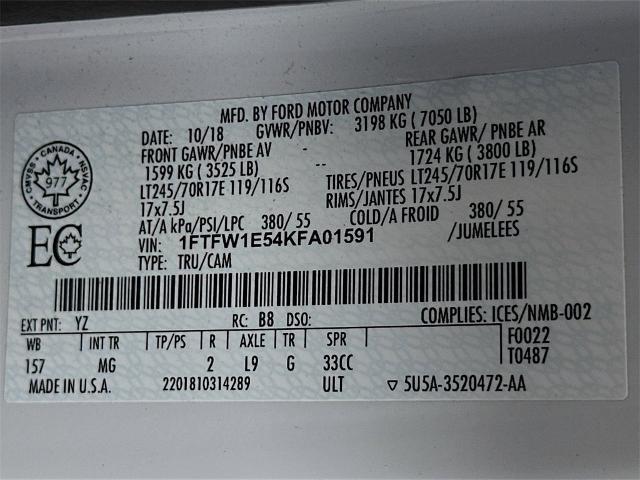 MFD. BY FORD MOTOR COMPANY
DATE: 10/18 GVWR/PNBV: 3198 KG ( 7050 LB)
FRONT GAWR/PNBE AV - REAR GAWR/ PNBE AR
1599 KG ( 3525 LB) -- 1724 KG ( 3800 LB)
LT245/70R17E 119/116S TIRES/PNEUS LT245/70R17E 119/116S
17x7.5J RIMS/JANTES 17x7.5J
AT/A kPa/PSI/LPC 380/ 55 COLD/A FROID 380/ 55
VIN: 1FTFW1E54KFA01591 /JUMELEES
TYPE: TRU/CAM
CANADA
CMVSS - NSVAC
977
TRANSPORT
EC
EXT PNT: YZ RC: B8 DSO: COMPLIES: ICES/NMB-002
WB INT TR TP/PS R AXLE TR SPR F0022
157 MG 2 L9 G 33CC T0487
MADE IN U.S.A. 2201810314289 ULT ▽ 5U5A-3520472-AA